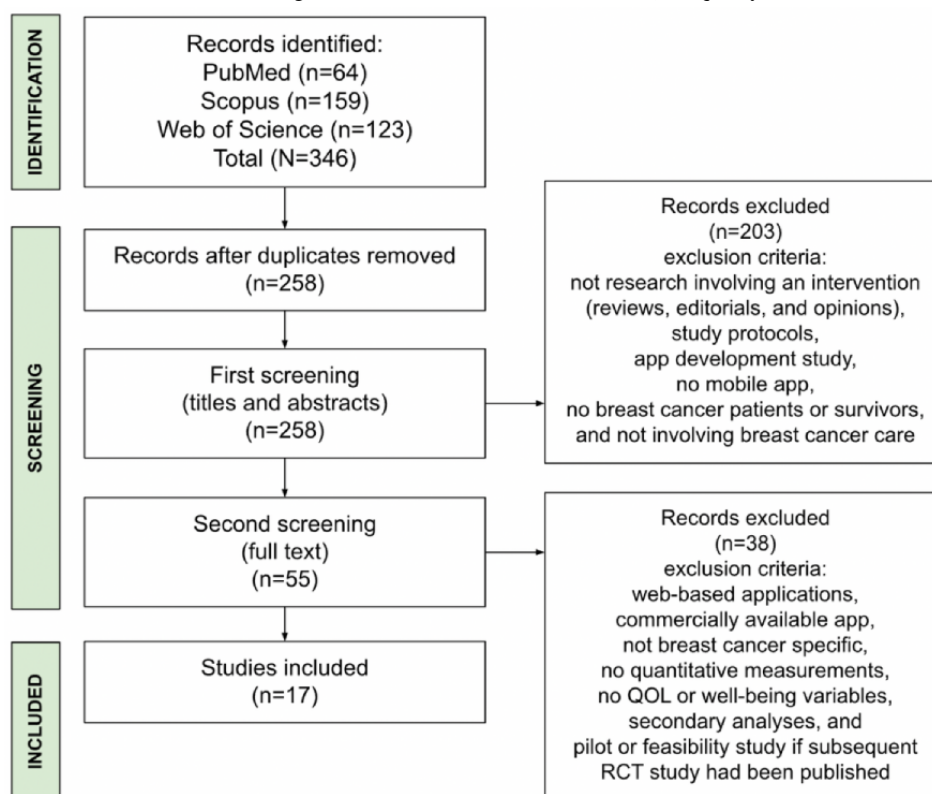 IDENTIFICATION
Records identified:
PubMed (n=64)
Scopus (n=159)
Web of Science (n=123)
Total (N=346)
SCREENING
Records after duplicates removed
(n=258)
First screening
(titles and abstracts)
(n=258)
Records excluded
(n=203)
exclusion criteria:
not research involving an intervention
(reviews, editorials, and opinions),
study protocols,
app development study,
no mobile app,
no breast cancer patients or survivors,
and not involving breast cancer care
Second screening
(full text)
(n=55)
Records excluded
(n=38)
exclusion criteria:
web-based applications,
commercially available app,
not breast cancer specific,
no quantitative measurements,
no QOL or well-being variables,
secondary analyses, and
pilot or feasibility study if subsequent
RCT study had been published
INCLUDED
Studies included
(n=17)